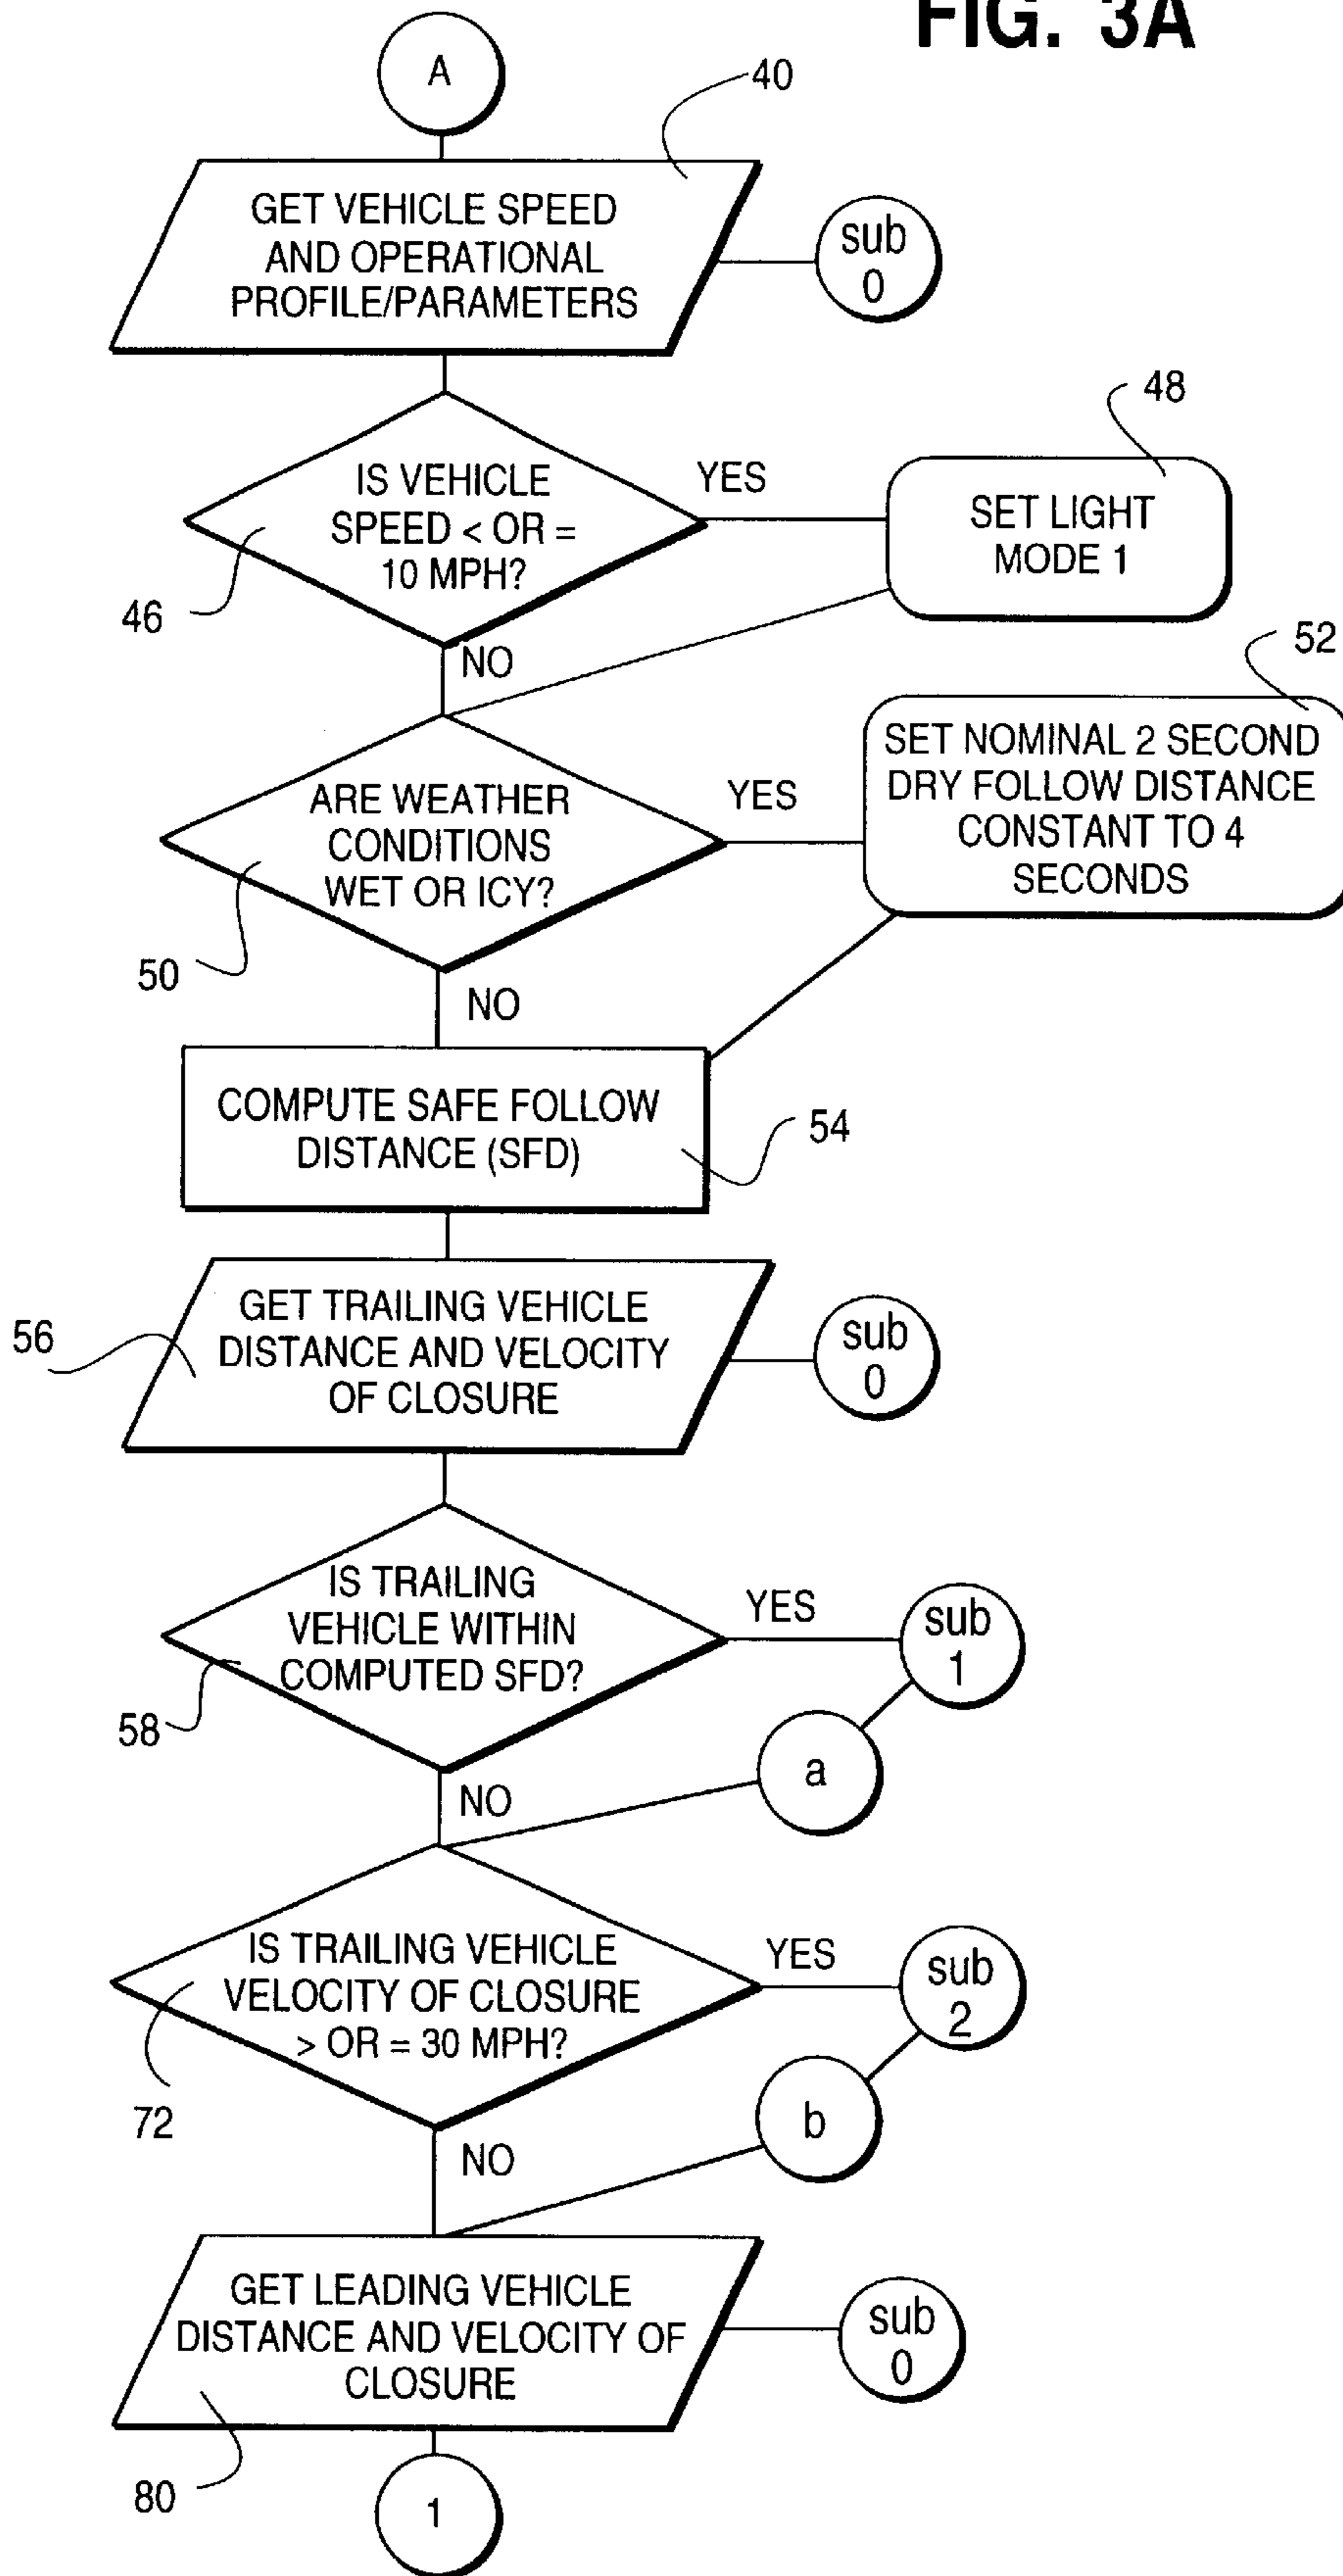 FIG. 3A
A
40
GET VEHICLE SPEED
AND OPERATIONAL
PROFILE/PARAMETERS
sub
0
48
IS VEHICLE
SPEED < OR =
10 MPH?
YES
SET LIGHT
MODE 1
46
NO
52
ARE WEATHER
CONDITIONS
WET OR ICY?
YES
SET NOMINAL 2 SECOND
DRY FOLLOW DISTANCE
CONSTANT TO 4
SECONDS
50
NO
COMPUTE SAFE FOLLOW
DISTANCE (SFD)
54
56
GET TRAILING VEHICLE
DISTANCE AND VELOCITY
OF CLOSURE
sub
0
IS TRAILING
VEHICLE WITHIN
COMPUTED SFD?
YES
sub
1
58
a
NO
IS TRAILING VEHICLE
VELOCITY OF CLOSURE
> OR = 30 MPH?
YES
sub
2
72
b
NO
GET LEADING VEHICLE
DISTANCE AND VELOCITY OF
CLOSURE
sub
0
80
1